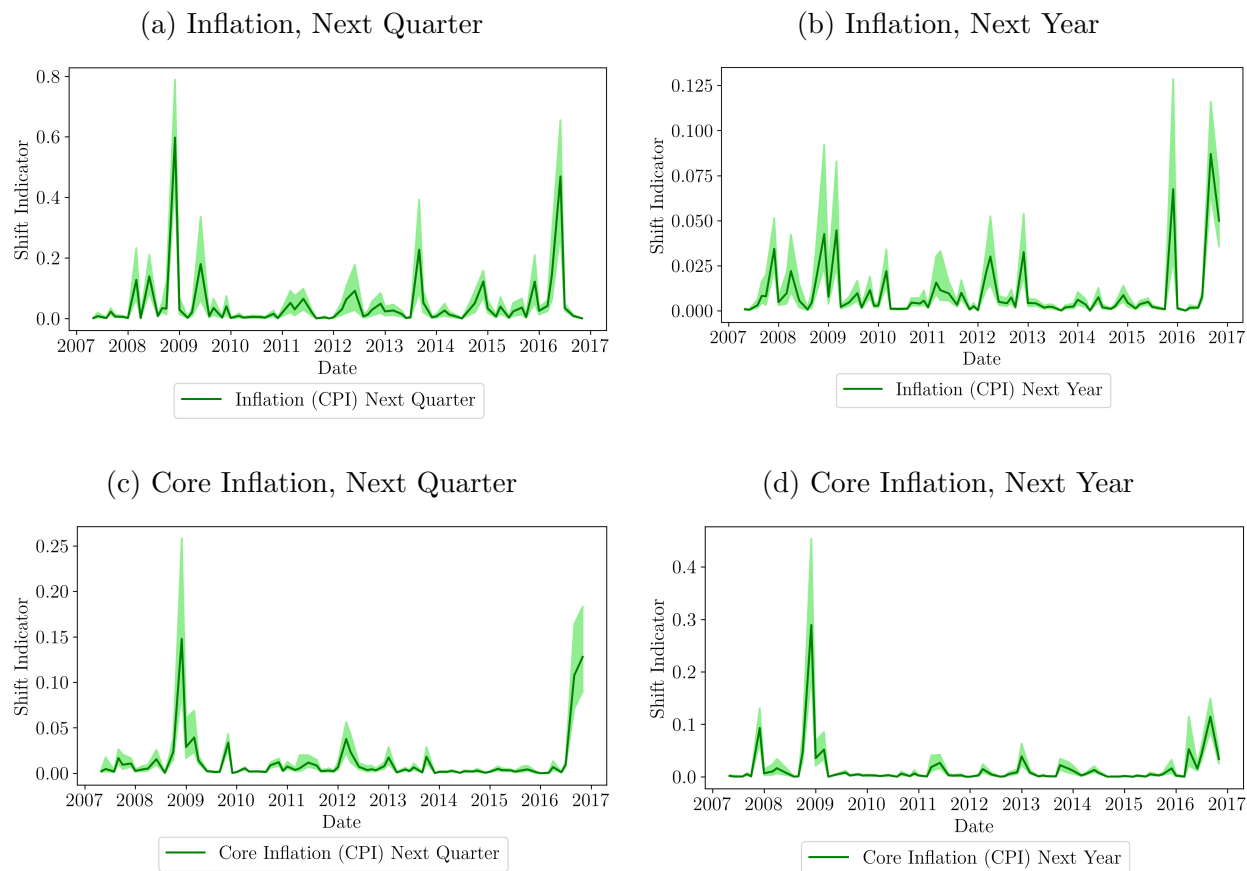 (a) Inflation, Next Quarter
0.8
0.6
0.4
0.2
0.0
Shift Indicator
2007 2008 2009 2010 2011 2012 2013 2014 2015 2016 2017
Date
Inflation (CPI) Next Quarter
(b) Inflation, Next Year
0.125
0.100
0.075
0.050
0.025
0.000
Shift Indicator
2007 2008 2009 2010 2011 2012 2013 2014 2015 2016 2017
Date
Inflation (CPI) Next Year
(c) Core Inflation, Next Quarter
0.25
0.20
0.15
0.10
0.05
0.00
Shift Indicator
2007 2008 2009 2010 2011 2012 2013 2014 2015 2016 2017
Date
Core Inflation (CPI) Next Quarter
(d) Core Inflation, Next Year
0.4
0.3
0.2
0.1
0.0
Shift Indicator
2007 2008 2009 2010 2011 2012 2013 2014 2015 2016 2017
Date
Core Inflation (CPI) Next Year